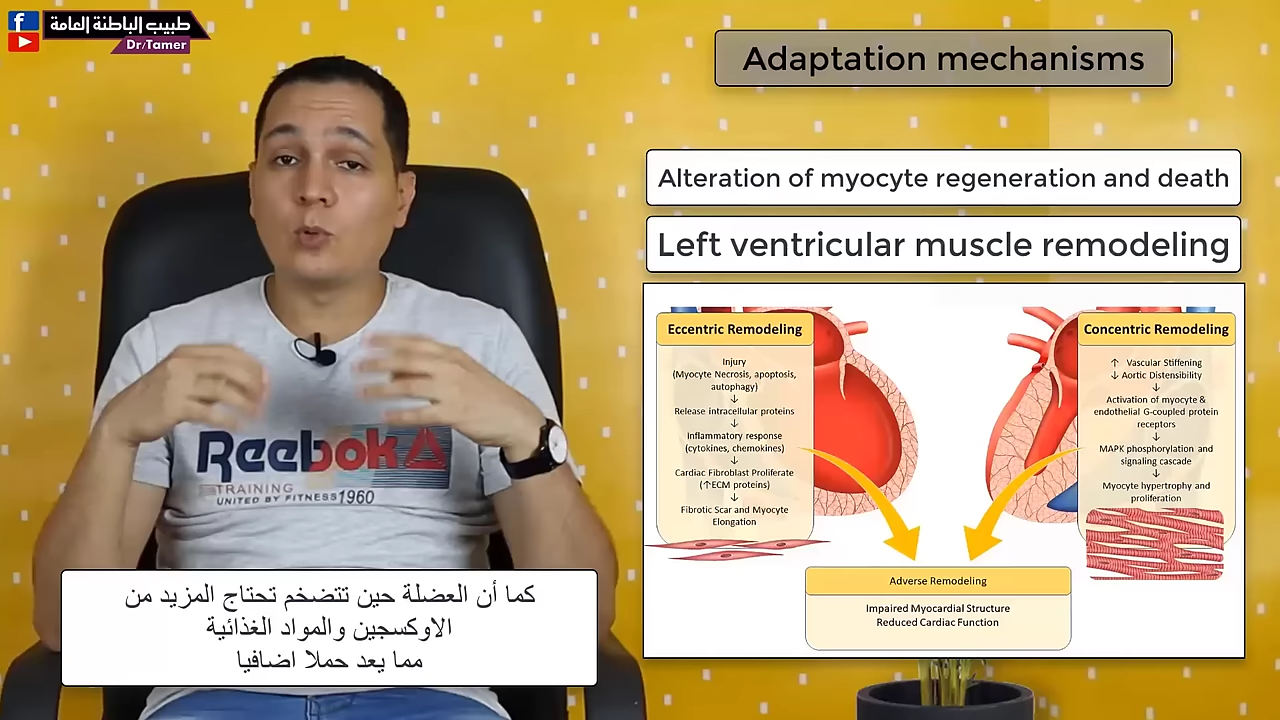 طبيب الباطنة العامة
Dr/Tamer
Adaptation mechanisms
Alteration of myocyte regeneration and death
Left ventricular muscle remodeling
Eccentric Remodeling
Injury
(Myocyte Necrosis, apoptosis,
autophagy)
↓
Release intracellular proteins
↓
Inflammatory response
(cytokines, chemokines)
↓
Cardiac Fibroblast Proliferate
(↑ECM proteins)
↓
Fibrotic Scar and Myocyte
Elongation
Concentric Remodeling
↑ Vascular Stiffening
↓ Aortic Distensibility
↓
Activation of myocyte &
endothelial G-coupled protein
receptors
↓
MAPK phosphorylation and
signaling cascade
↓
Myocyte hypertrophy and
proliferation
Adverse Remodeling
Impaired Myocardial Structure
Reduced Cardiac Function
Reebok
TRAINING
UNITED BY FITNESS 1960
كما أن العضلة حين تتضخم تحتاج المزيد من
الاوكسجين والمواد الغذائية
مما يعد حملا اضافيا